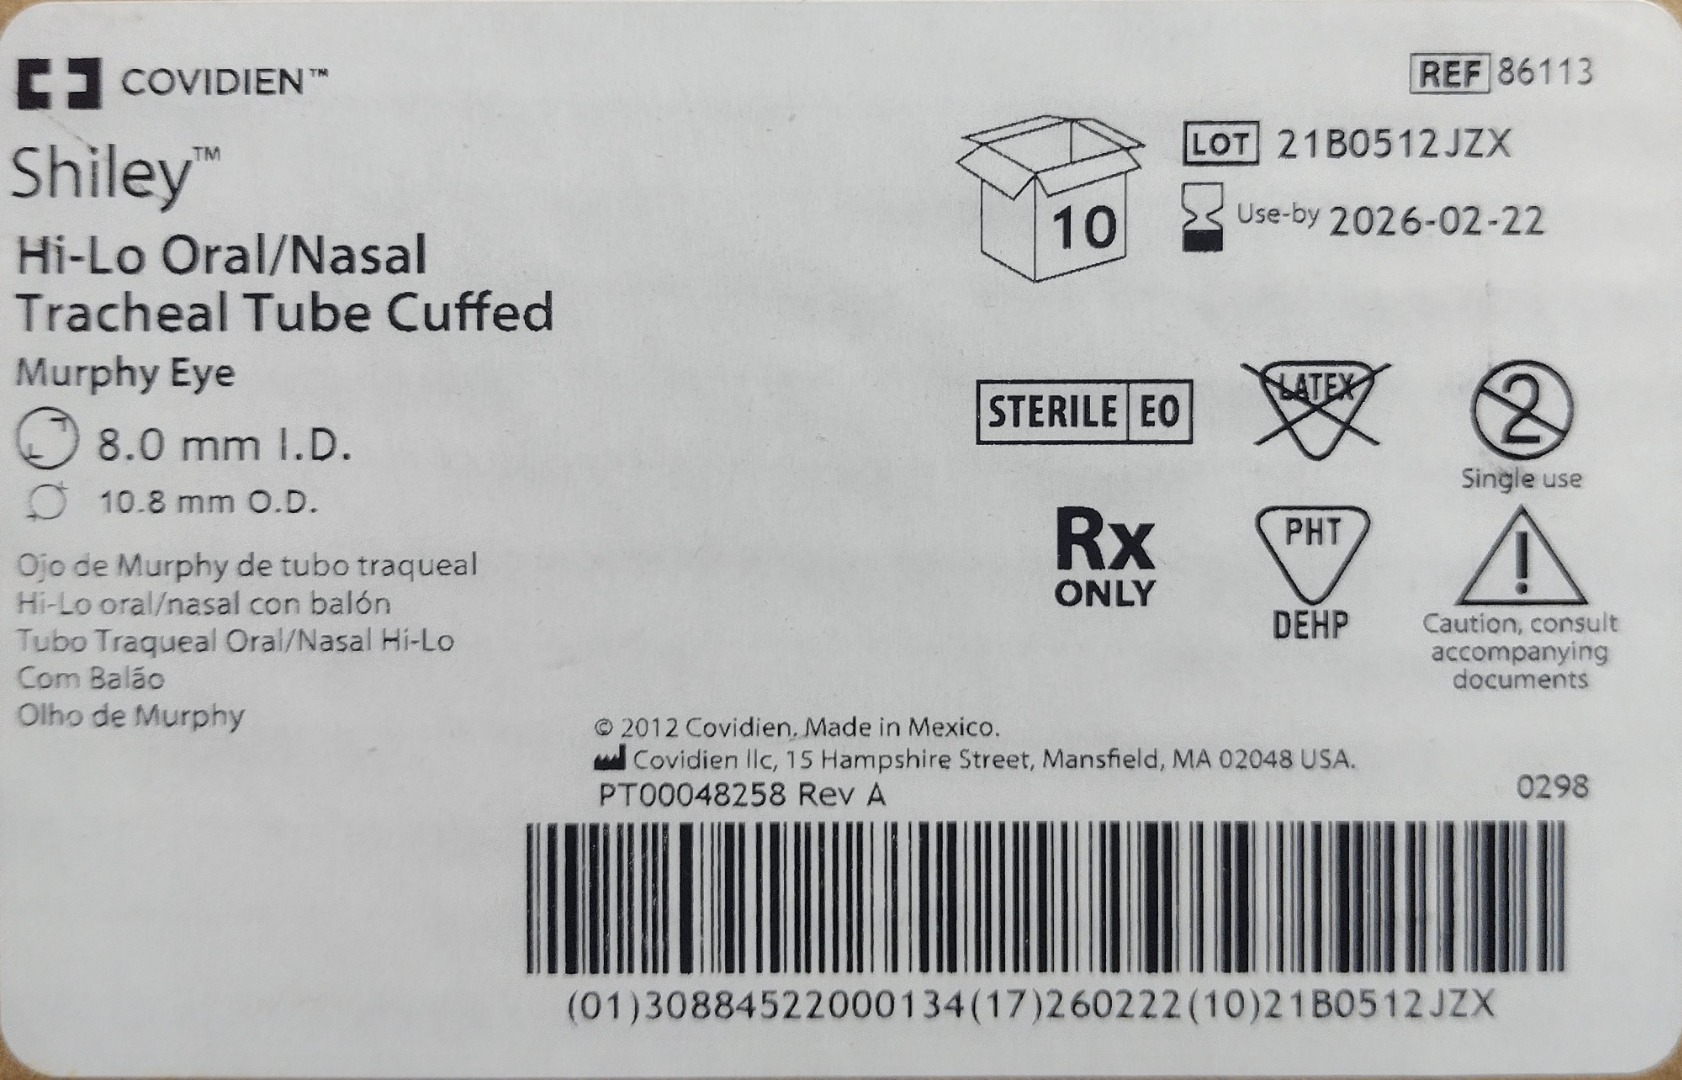 COVIDIEN™
Shiley™
Hi-Lo Oral/Nasal
Tracheal Tube Cuffed
Murphy Eye
8.0 mm I.D.
10.8 mm O.D.
Ojo de Murphy de tubo traqueal
Hi-Lo oral/nasal con balón
Tubo Traqueal Oral/Nasal Hi-Lo
Com Balão
Olho de Murphy
REF 86113
10
LOT 21B0512JZX
Use-by 2026-02-22
STERILE EO
LATEX
2
Single use
Rx
ONLY
PHT
DEHP
!
Caution, consult
accompanying
documents
© 2012 Covidien. Made in Mexico.
Covidien llc, 15 Hampshire Street, Mansfield, MA 02048 USA.
PT00048258 Rev A
0298
(01)30884522000134(17)260222(10)21B0512JZX